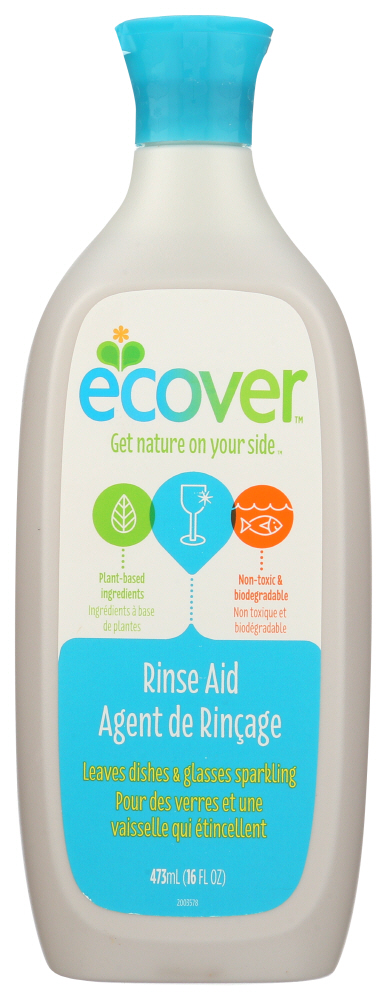 ecover™
Get nature on your side™
Plant-based
ingredients
Ingrédients à base
de plantes
Non-toxic &
biodegradable
Non toxique et
biodégradable
Rinse Aid
Agent de Rinçage
Leaves dishes & glasses sparkling
Pour des verres et une
vaisselle qui étincellent
473mL (16 FL OZ)
2003578